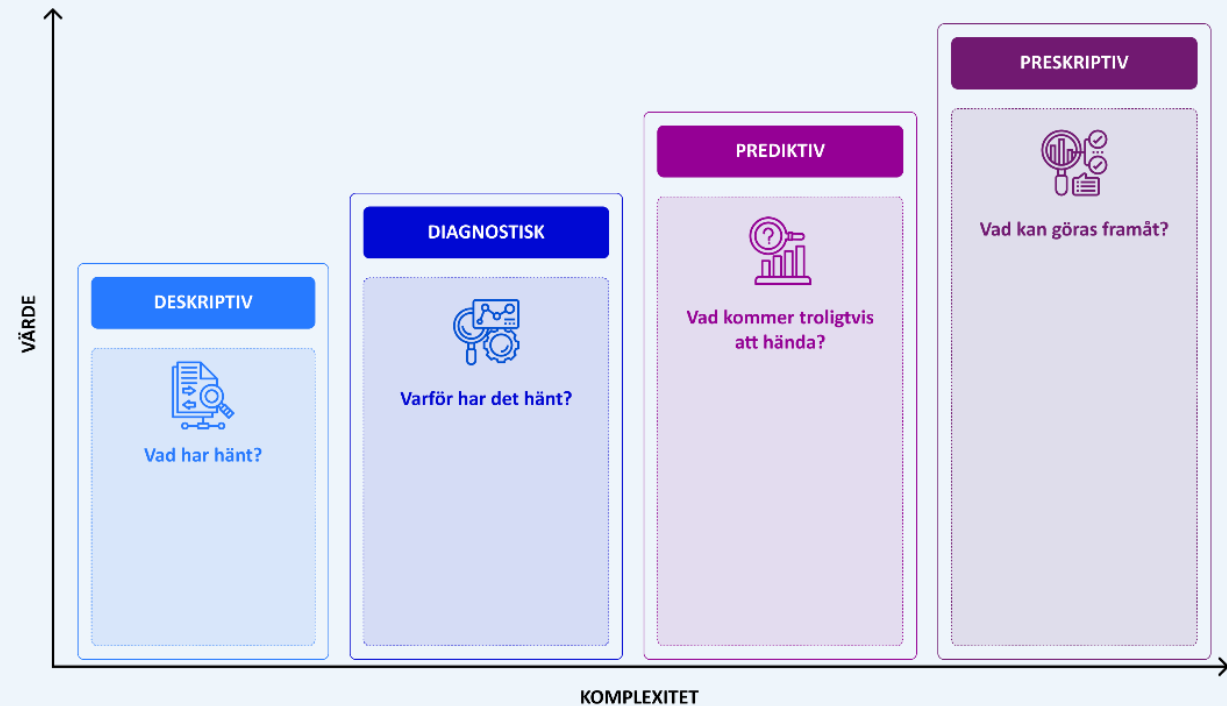 PRESKRIPTIV
Vad kan göras framåt?
PREDIKTIV
Vad kommer troligtvis
att hända?
DIAGNOSTISK
Varför har det hänt?
DESKRIPTIV
Vad har hänt?
VÄRDE
KOMPLEXITET